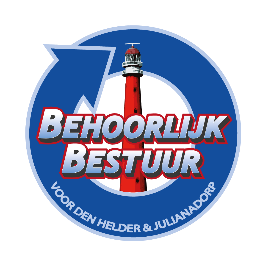 BEHOORLIJK
BESTUUR
VOOR DEN HELDER & JULIANADORP